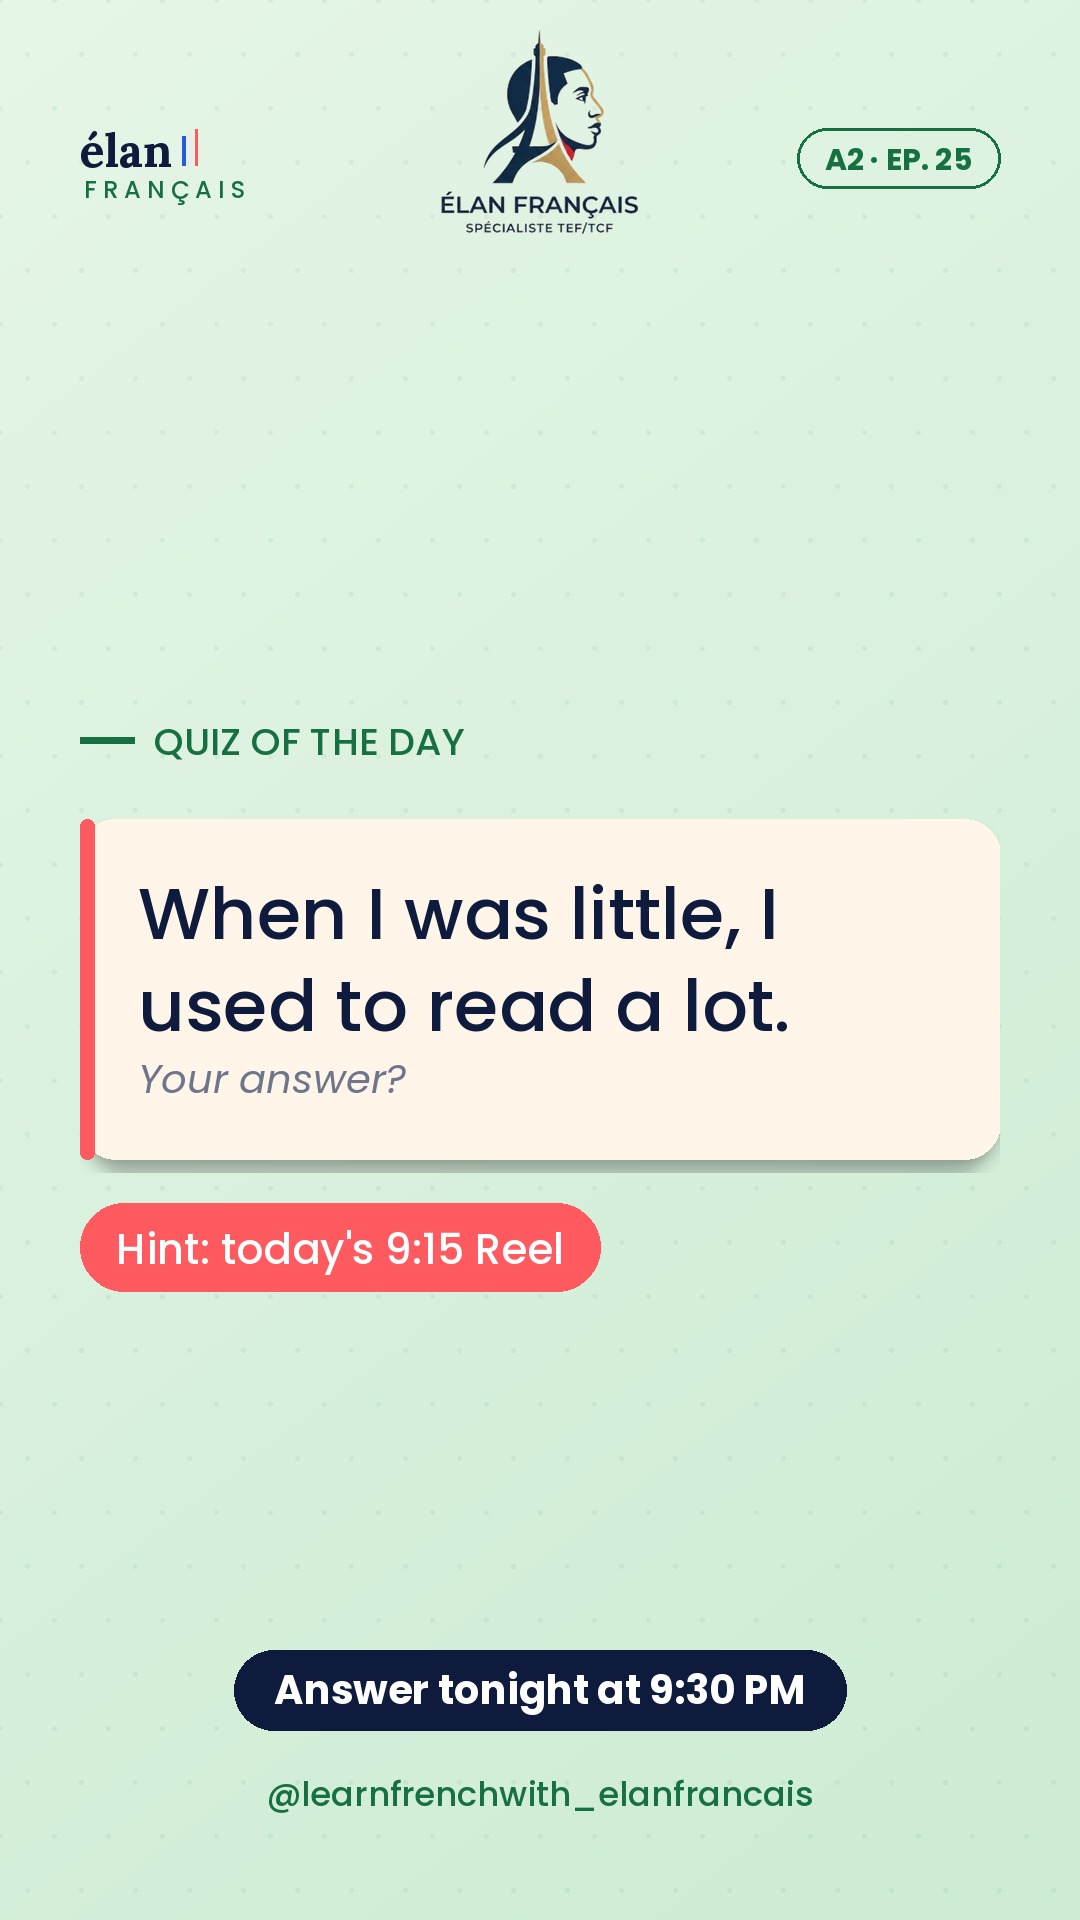 élan
FRANÇAIS
ÉLAN FRANÇAIS
SPÉCIALISTE TEF/TCF
A2 · EP. 25
QUIZ OF THE DAY
When I was little, I
used to read a lot.
Your answer?
Hint: today's 9:15 Reel
Answer tonight at 9:30 PM
@learnfrenchwith_elanfrancais